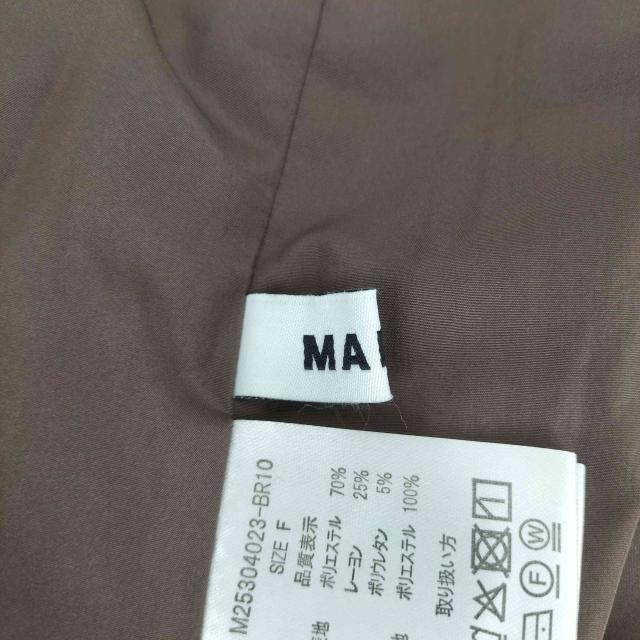 MA
M25304023-BR10
SIZE F
品質表示
ポリエステル 70%
レーヨン 25%
ポリウレタン 5%
ポリエステル 100%
取り扱い方
F
W